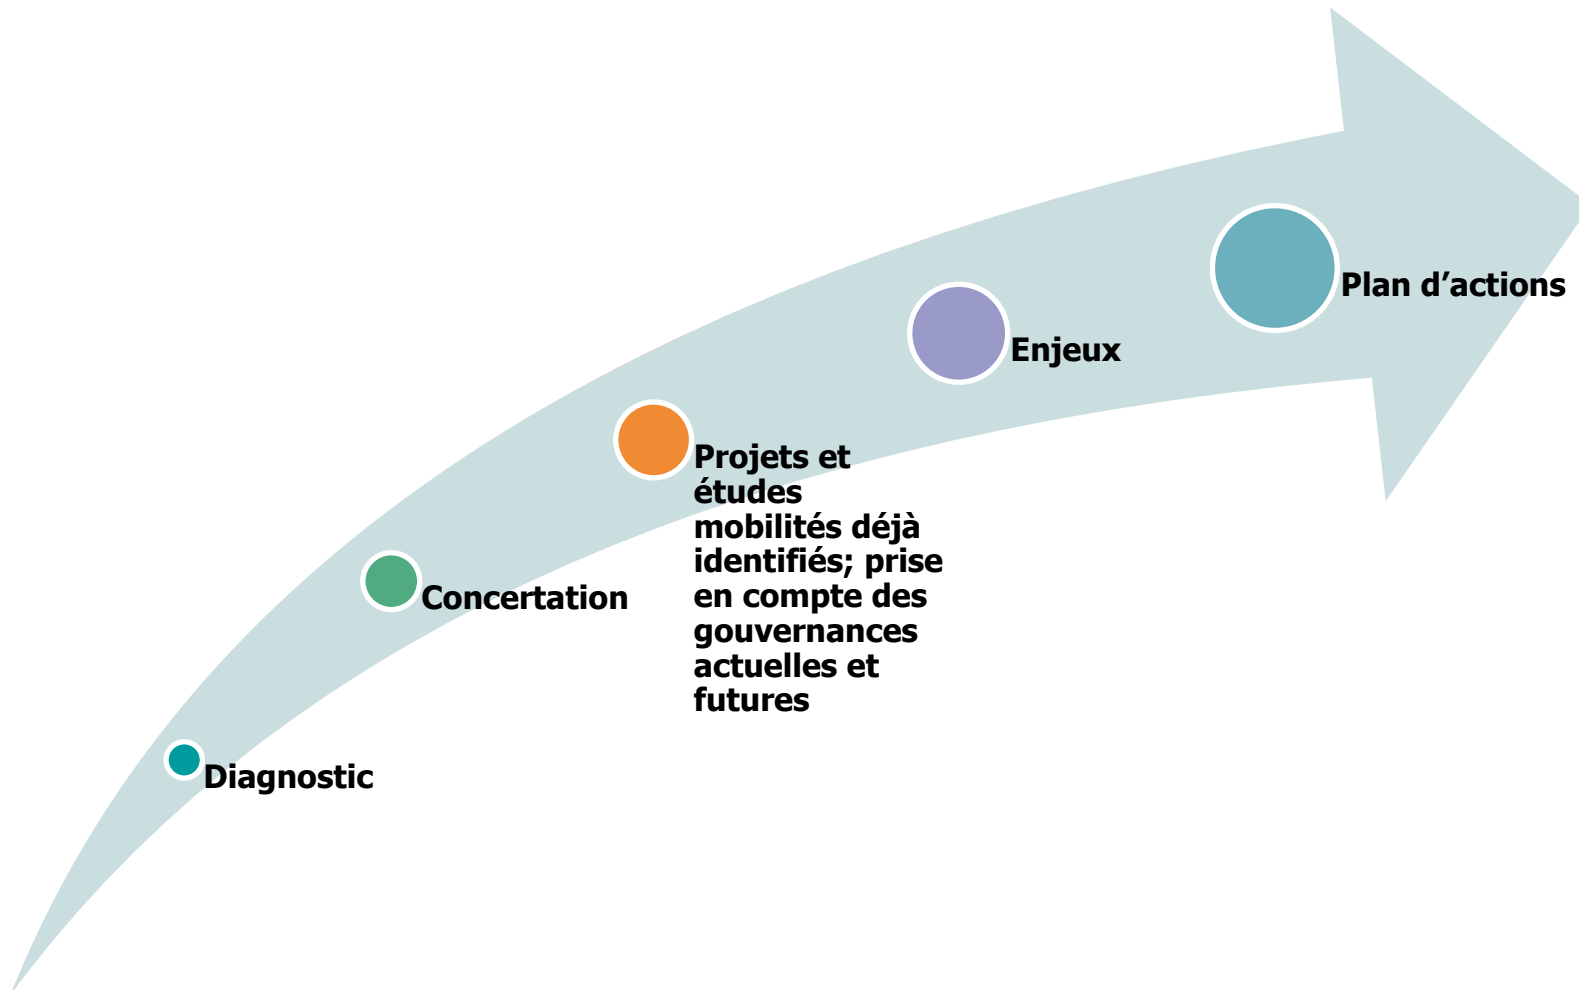 Diagnostic
Concertation
Projets et
études
mobilités déjà
identifiés; prise
en compte des
gouvernances
actuelles et
futures
Enjeux
Plan d’actions